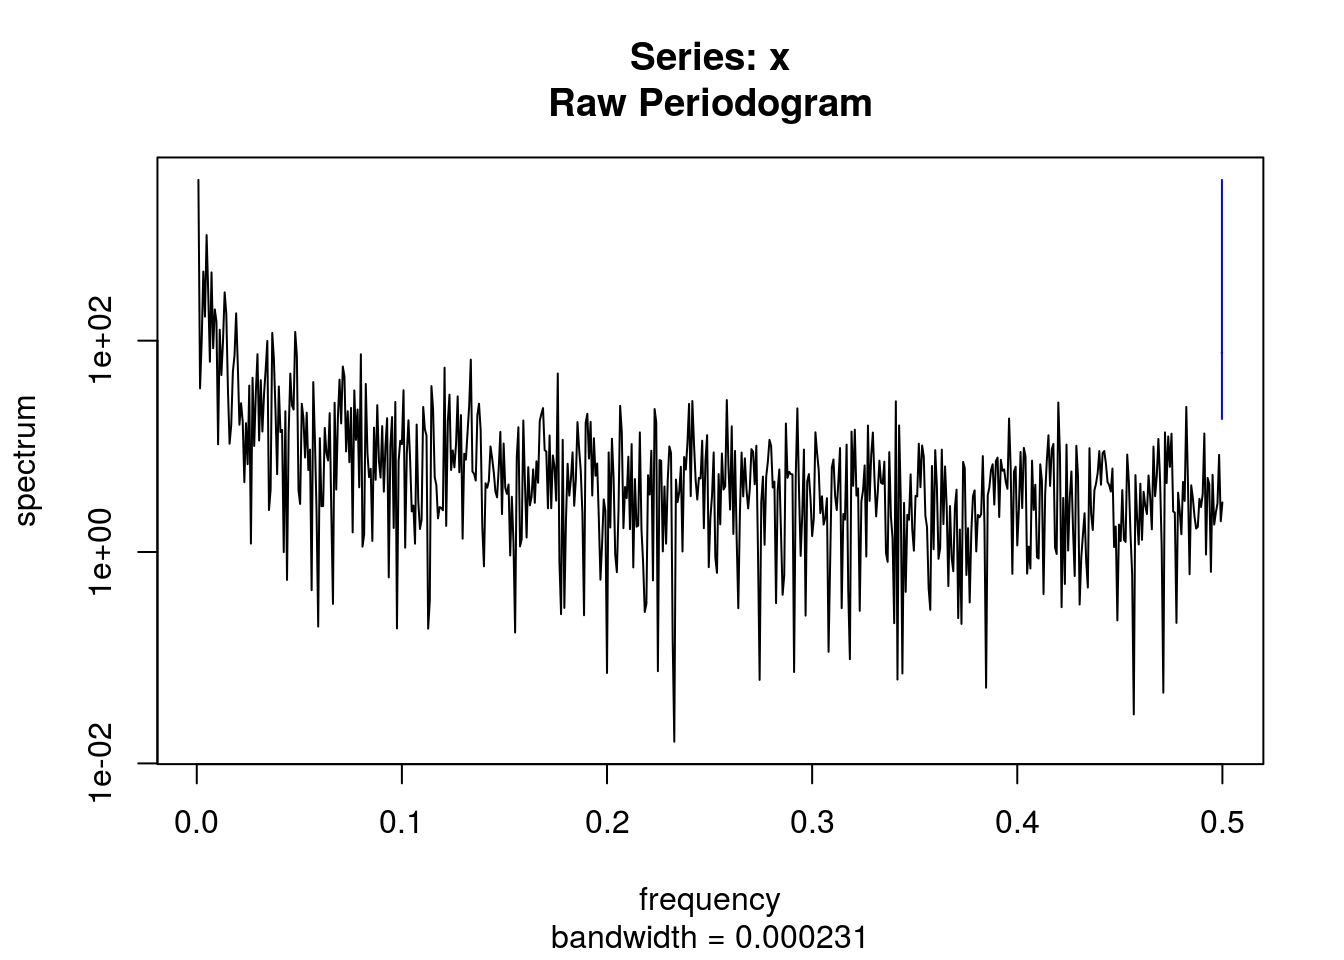 Series: x
Raw Periodogram
spectrum
1e+02
1e+00
1e-02
0.0 0.1 0.2 0.3 0.4 0.5
frequency
bandwidth = 0.000231